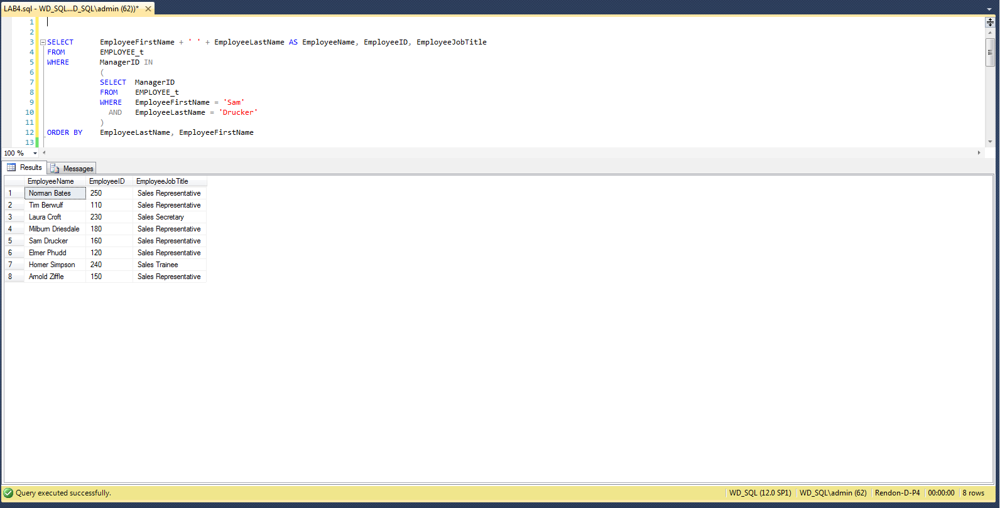 LAB4.sql - WD_SQL...D_SQL\admin (62))*
1
2
3 SELECT EmployeeFirstName + ' ' + EmployeeLastName AS EmployeeName, EmployeeID, EmployeeJobTitle
4 FROM EMPLOYEE_t
5 WHERE ManagerID IN
6 (
7 SELECT ManagerID
8 FROM EMPLOYEE_t
9 WHERE EmployeeFirstName = 'Sam'
10 AND EmployeeLastName = 'Drucker'
11 )
12 ORDER BY EmployeeLastName, EmployeeFirstName
13
100 %
Results Messages
EmployeeName EmployeeID EmployeeJobTitle
1 Norman Bates 250 Sales Representative
2 Tim Berwulf 110 Sales Representative
3 Laura Croft 230 Sales Secretary
4 Milburn Driesdale 180 Sales Representative
5 Sam Drucker 160 Sales Representative
6 Elmer Phudd 120 Sales Representative
7 Homer Simpson 240 Sales Trainee
8 Arnold Ziffle 150 Sales Representative
Query executed successfully. WD_SQL (12.0 SP1) WD_SQL\admin (62) Rendon-D-P4 00:00:00 8 rows